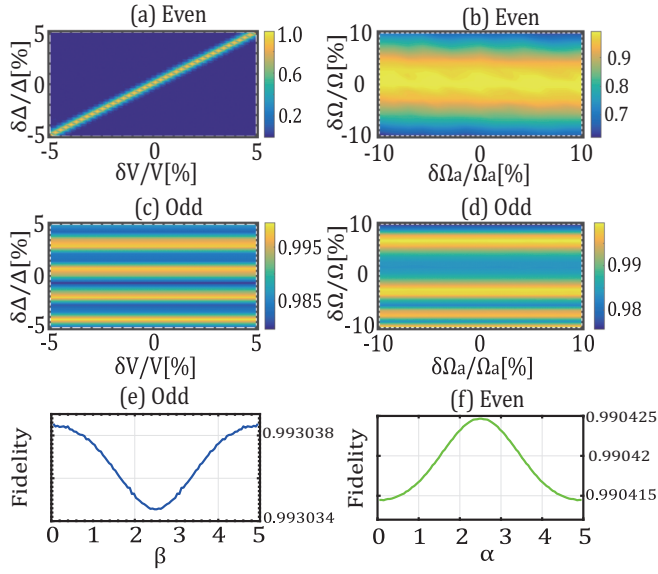 (a) Even
(b) Even
5
0
-5
δΔ/Δ[%]
-5
0
5
δV/V[%]
1.0
0.6
0.2
10
0
-10
δΩ/Ω[%]
-10
0
10
δΩa/Ωa[%]
0.9
0.8
0.7
(c) Odd
(d) Odd
5
0
-5
δΔ/Δ[%]
-5
0
5
δV/V[%]
0.995
0.985
10
0
-10
δΩ/Ω[%]
-10
0
10
δΩa/Ωa[%]
0.99
0.98
(e) Odd
(f) Even
Fidelity
0.993038
0.993034
0 1 2 3 4 5
β
Fidelity
0.990425
0.99042
0.990415
0 1 2 3 4 5
α